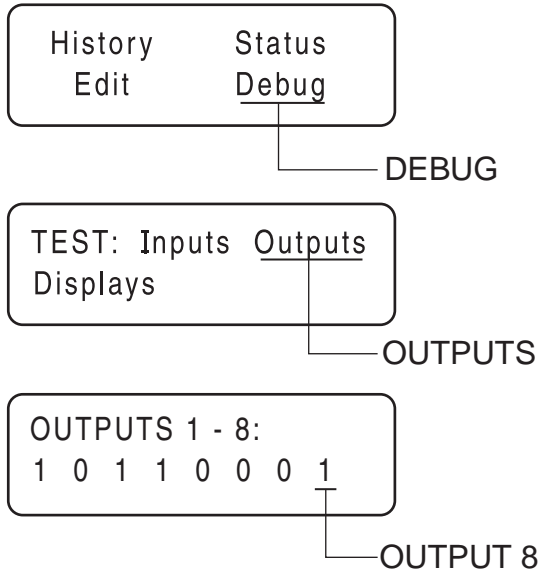 History Status
Edit Debug
DEBUG
TEST: Inputs Outputs
Displays
OUTPUTS
OUTPUTS 1 - 8:
1 0 1 1 0 0 0 1
OUTPUT 8